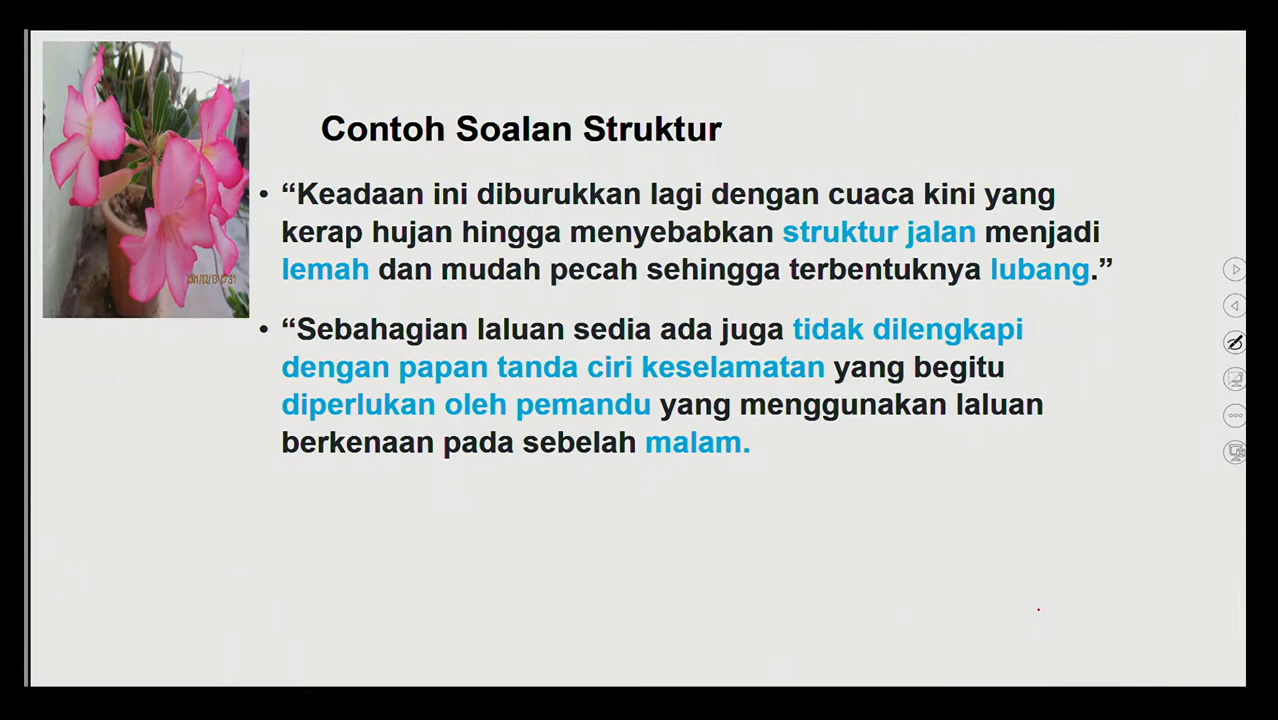 Contoh Soalan Struktur
• “Keadaan ini diburukkan lagi dengan cuaca kini yang
kerap hujan hingga menyebabkan struktur jalan menjadi
lemah dan mudah pecah sehingga terbentuknya lubang.”
• “Sebahagian laluan sedia ada juga tidak dilengkapi
dengan papan tanda ciri keselamatan yang begitu
diperlukan oleh pemandu yang menggunakan laluan
berkenaan pada sebelah malam.